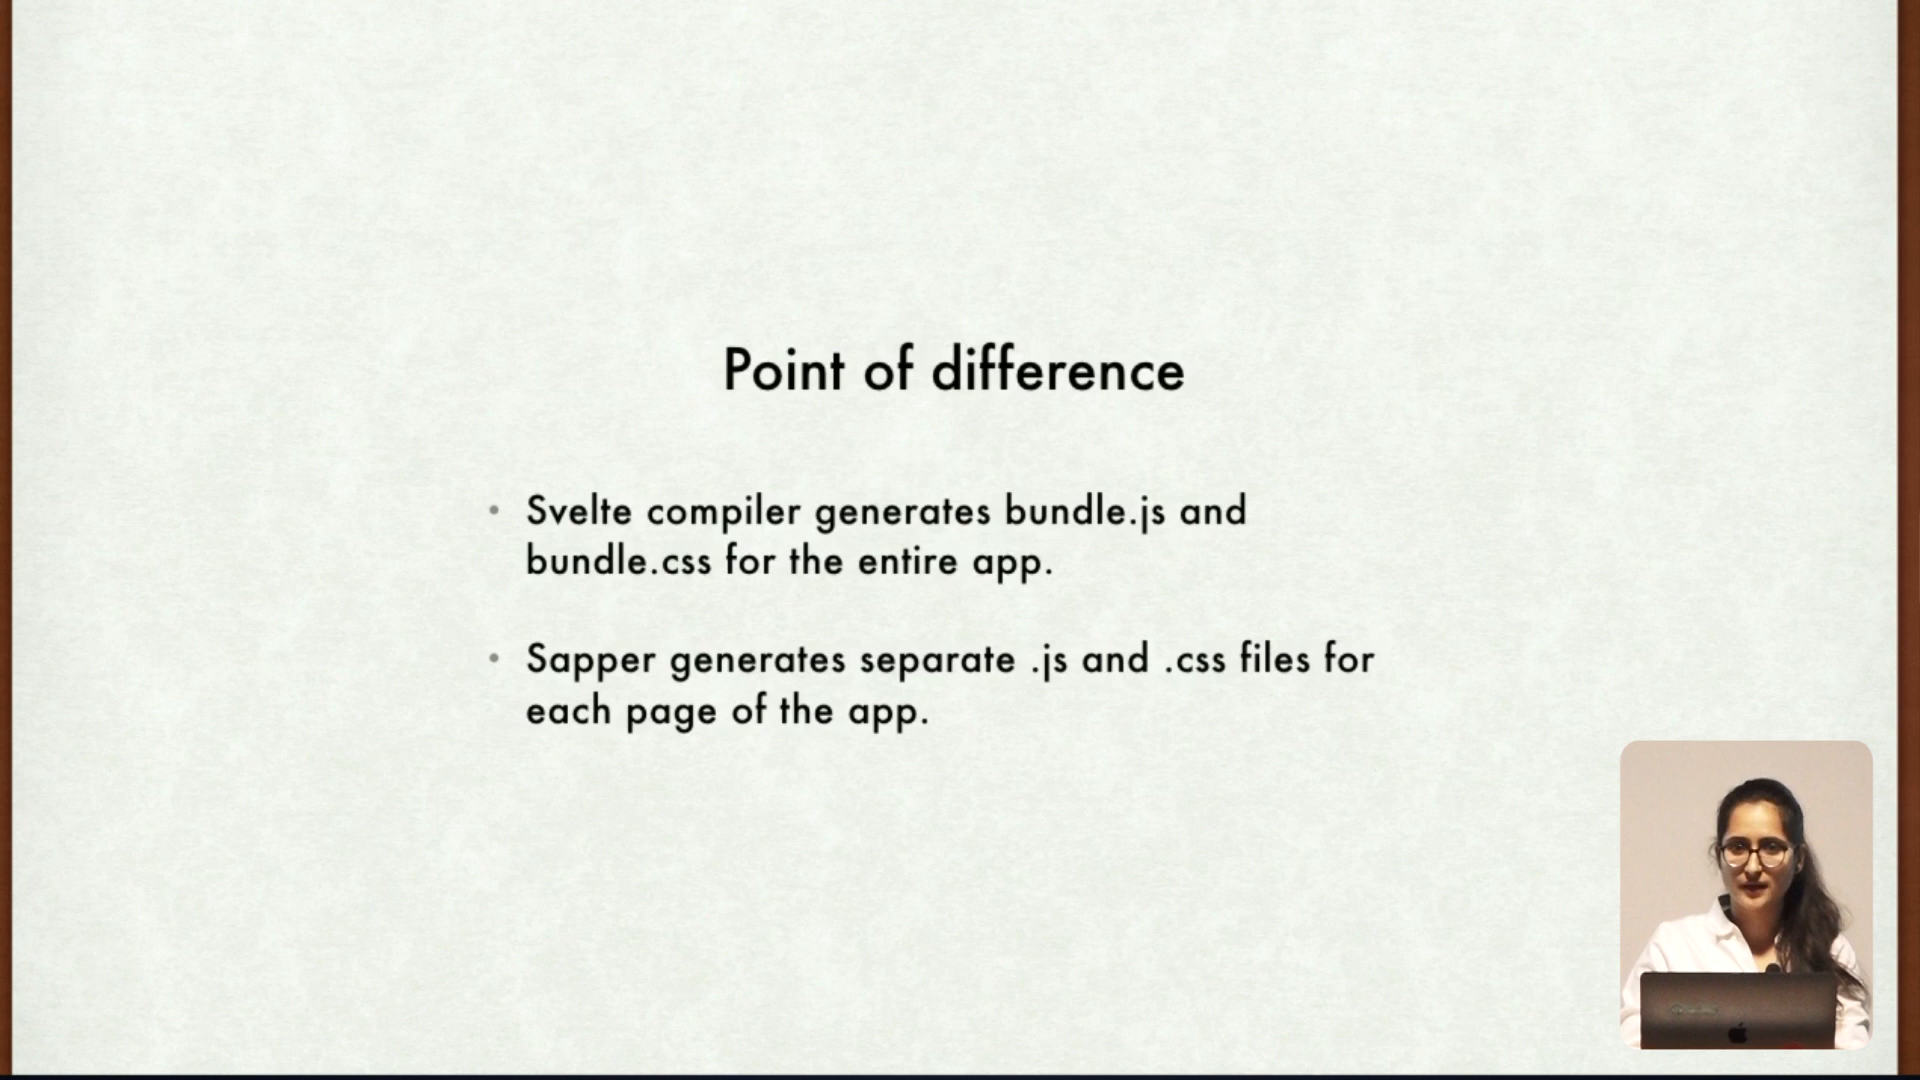 Point of difference
• Svelte compiler generates bundle.js and
bundle.css for the entire app.
• Sapper generates separate .js and .css files for
each page of the app.